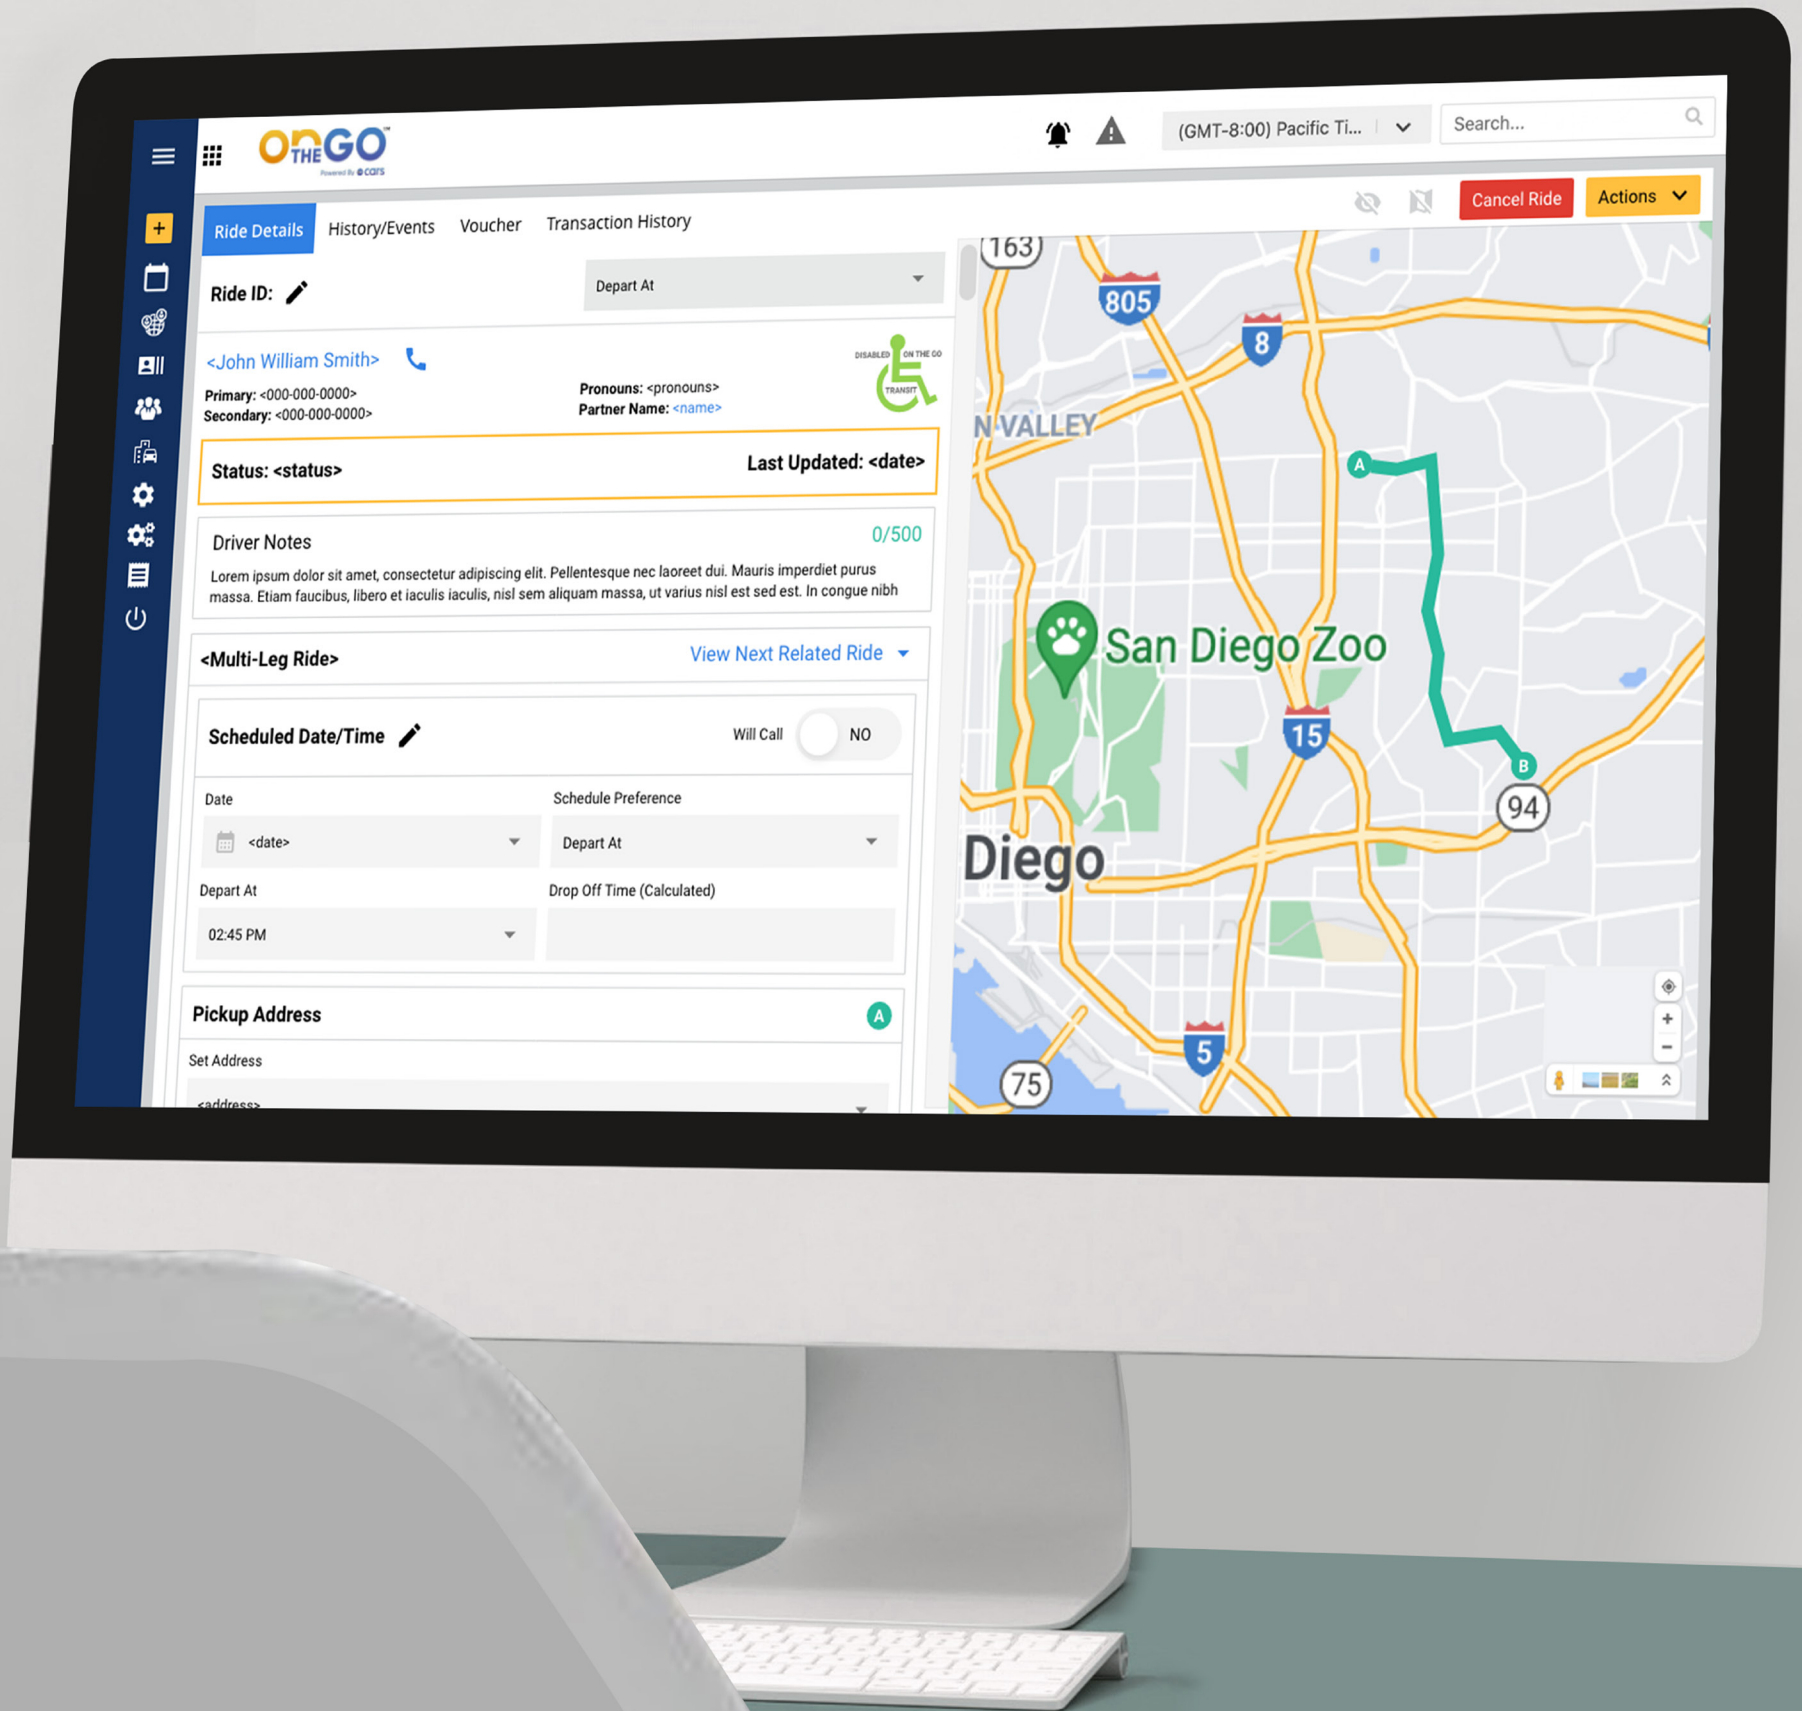 ON THE GO™
Powered By cars
(GMT-8:00) Pacific Ti...
Search...
Ride Details
History/Events
Voucher
Transaction History
Cancel Ride
Actions
Ride ID:
Depart At
<John William Smith>
Primary: <000-000-0000>
Secondary: <000-000-0000>
Pronouns: <pronouns>
Partner Name: <name>
DISABLED ON THE GO
TRANSIT
Status: <status>
Last Updated: <date>
Driver Notes
0/500
Lorem ipsum dolor sit amet, consectetur adipiscing elit. Pellentesque nec laoreet dui. Mauris imperdiet purus
massa. Etiam faucibus, libero et iaculis iaculis, nisl sem aliquam massa, ut varius nisl est sed est. In congue nibh
<Multi-Leg Ride>
View Next Related Ride
Scheduled Date/Time
Will Call
NO
Date
Schedule Preference
<date>
Depart At
Depart At
Drop Off Time (Calculated)
02:45 PM
Pickup Address
A
Set Address
<address>
163
805
8
N VALLEY
A
San Diego Zoo
15
B
94
Diego
5
75